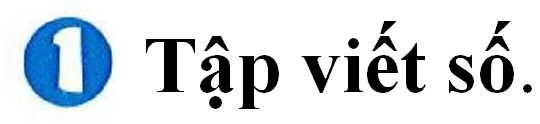 1 Tập viết số.